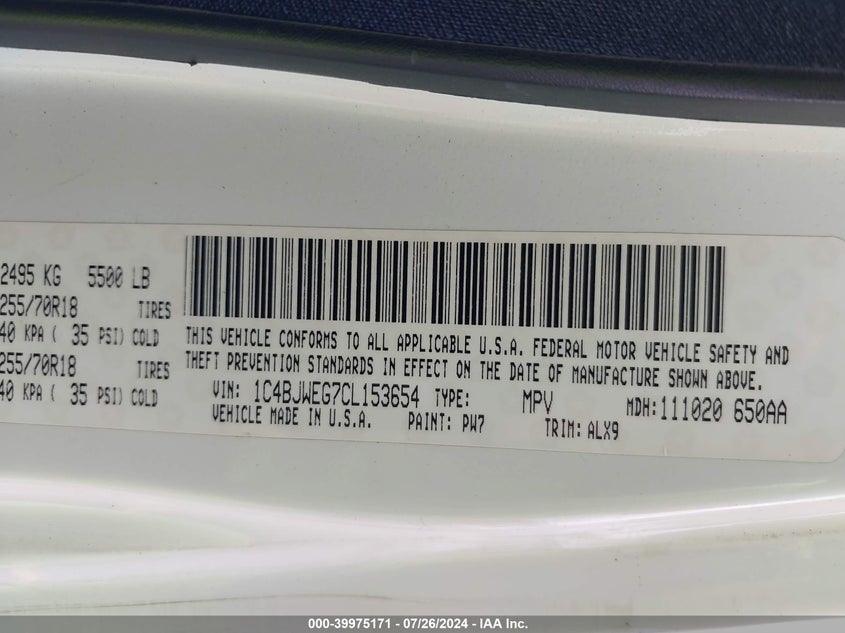 2495 KG 5500 LB
255/70R18 TIRES
40 KPA ( 35 PSI) COLD
255/70R18 TIRES
40 KPA ( 35 PSI) COLD
THIS VEHICLE CONFORMS TO ALL APPLICABLE U.S.A. FEDERAL MOTOR VEHICLE SAFETY AND
THEFT PREVENTION STANDARDS IN EFFECT ON THE DATE OF MANUFACTURE SHOWN ABOVE.
VIN: 1C4BJWEG7CL153654 TYPE: MPV MDH:111020 650AA
VEHICLE MADE IN U.S.A. PAINT: PW7 TRIM: ALX9
000-39975171 - 07/26/2024 - IAA Inc.